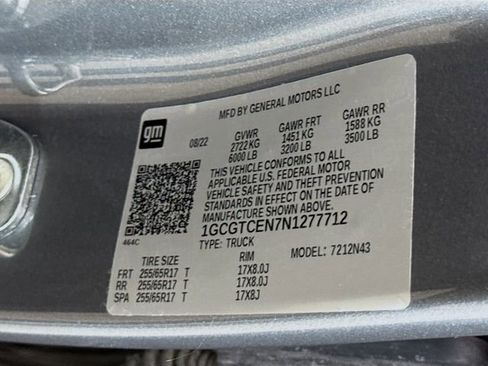 MFD BY GENERAL MOTORS LLC
gm
08/22 GVWR GAWR FRT GAWR RR
2722 KG 1451 KG 1588 KG
6000 LB 3200 LB 3500 LB
THIS VEHICLE CONFORMS TO ALL
APPLICABLE U.S. FEDERAL MOTOR
VEHICLE SAFETY AND THEFT PREVENTION
STANDARDS IN EFFECT ON THE DATE OF
MANUFACTURE SHOWN ABOVE.
1GCGTCEN7N1277712
464C
TYPE: TRUCK MODEL: 7212N43
TIRE SIZE RIM
FRT 255/65R17 T 17X8.0J
RR 255/65R17 T 17X8.0J
SPA 255/65R17 T 17X8J